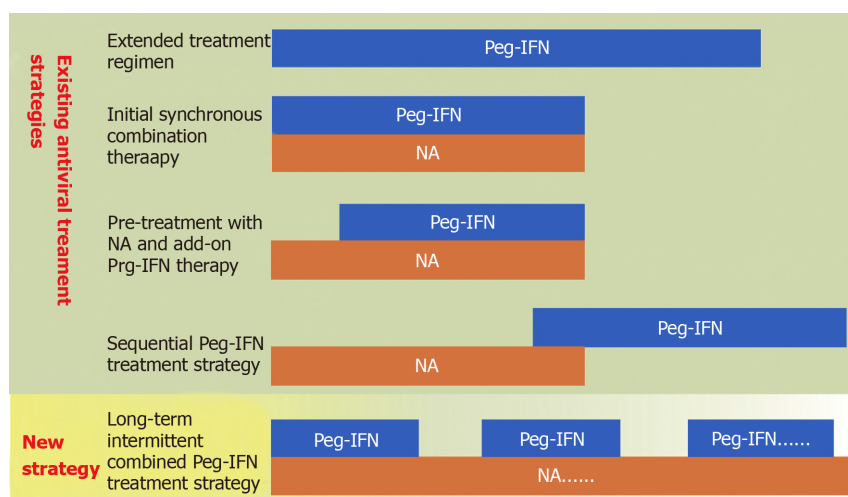 Existing antiviral treament
strategies
Extended treatment
regimen
Peg-IFN
Initial synchronous
combination
theraapy
Peg-IFN
NA
Pre-treatment with
NA and add-on
Prg-IFN therapy
Peg-IFN
NA
Sequential Peg-IFN
treatment strategy
Peg-IFN
NA
New
strategy
Long-term
intermittent
combined Peg-IFN
treatment strategy
Peg-IFN
Peg-IFN
Peg-IFN......
NA......